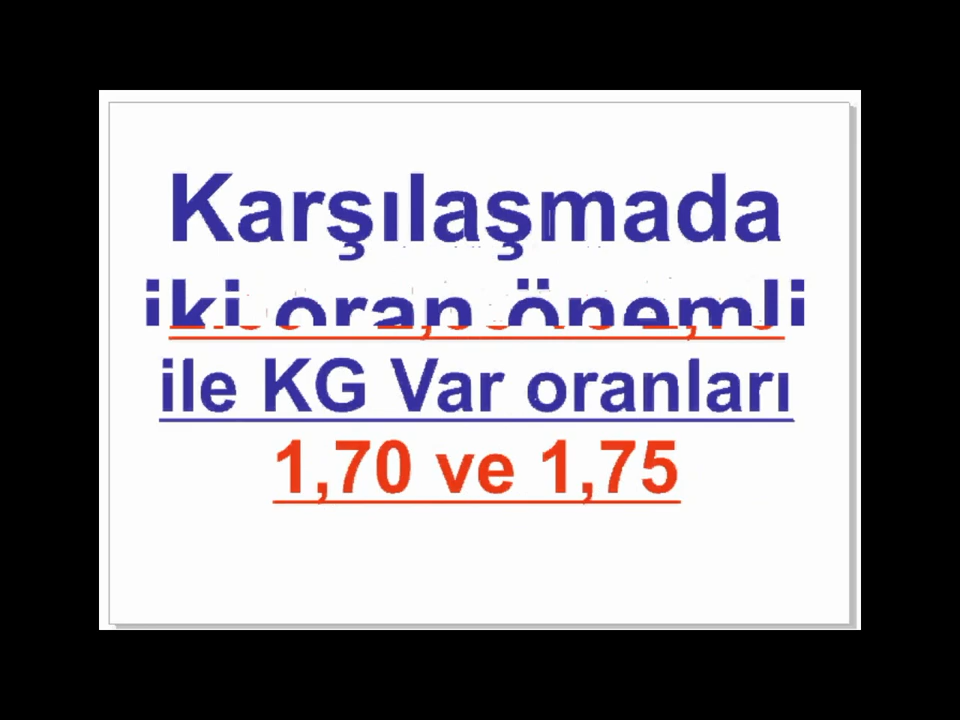 Karşılaşmada
iki oran önemli
ile KG Var oranları
1,70 ve 1,75